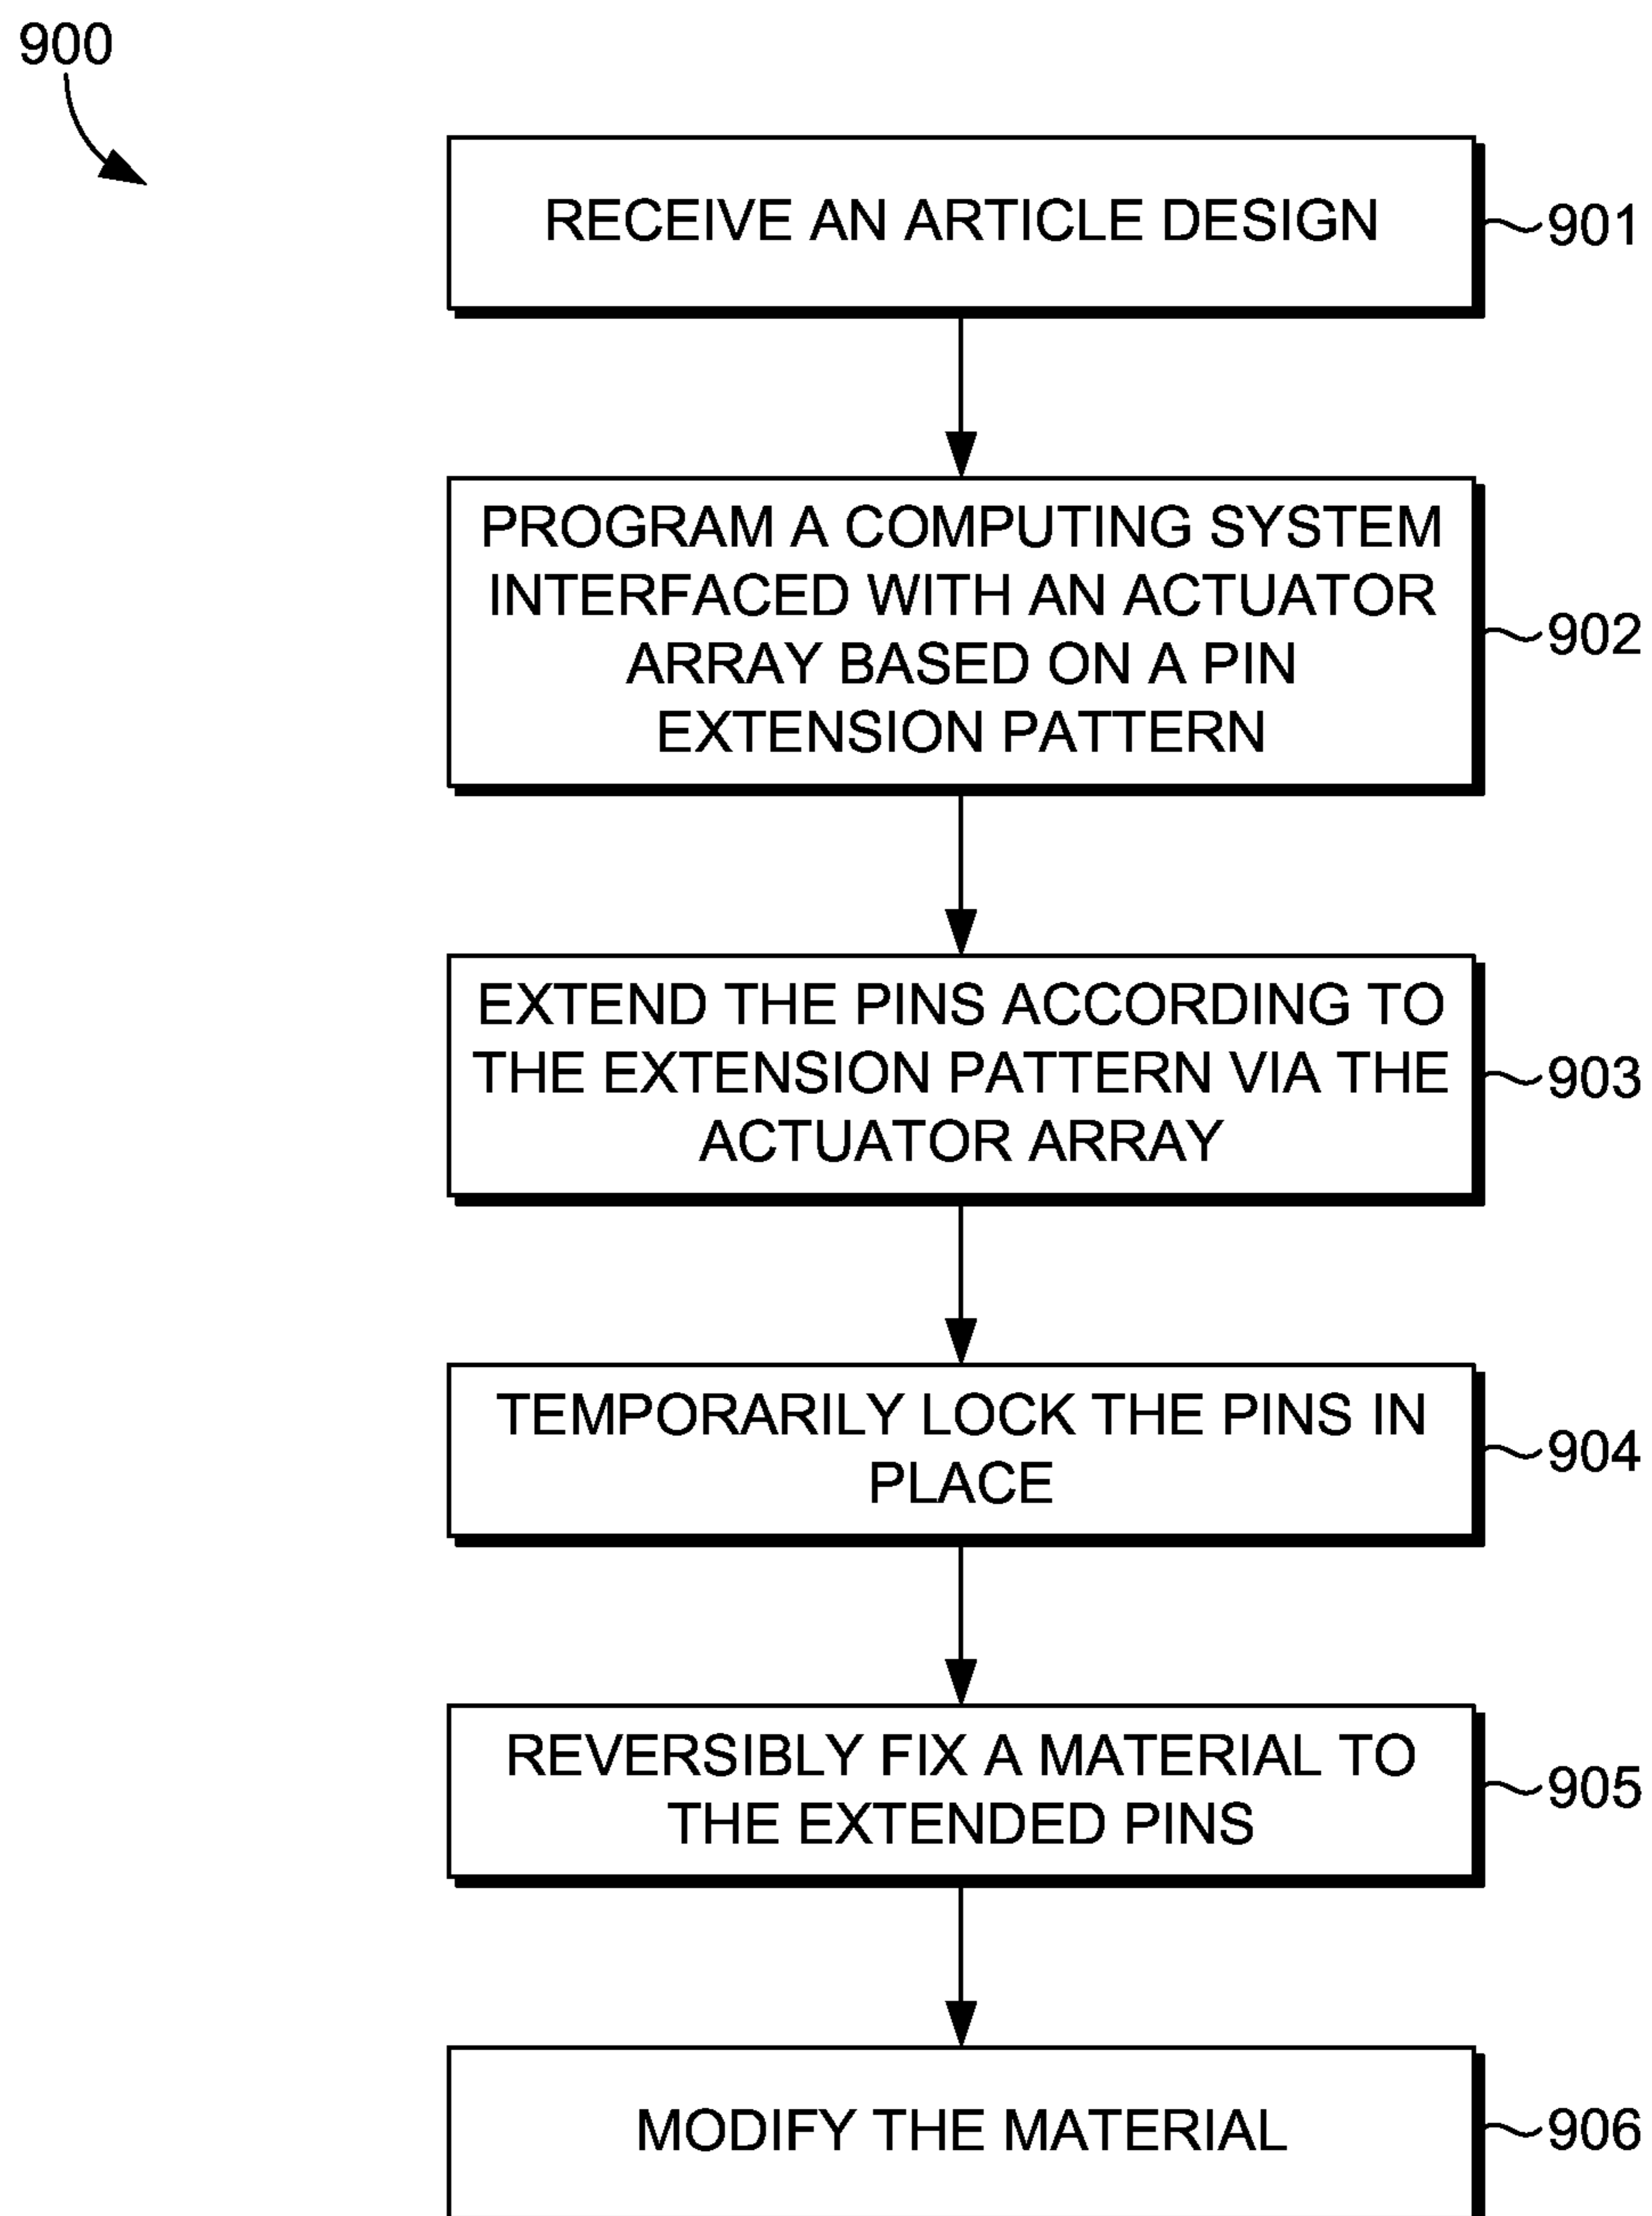 900
RECEIVE AN ARTICLE DESIGN
901
PROGRAM A COMPUTING SYSTEM
INTERFACED WITH AN ACTUATOR
ARRAY BASED ON A PIN
EXTENSION PATTERN
902
EXTEND THE PINS ACCORDING TO
THE EXTENSION PATTERN VIA THE
ACTUATOR ARRAY
903
TEMPORARILY LOCK THE PINS IN
PLACE
904
REVERSIBLY FIX A MATERIAL TO
THE EXTENDED PINS
905
MODIFY THE MATERIAL
906